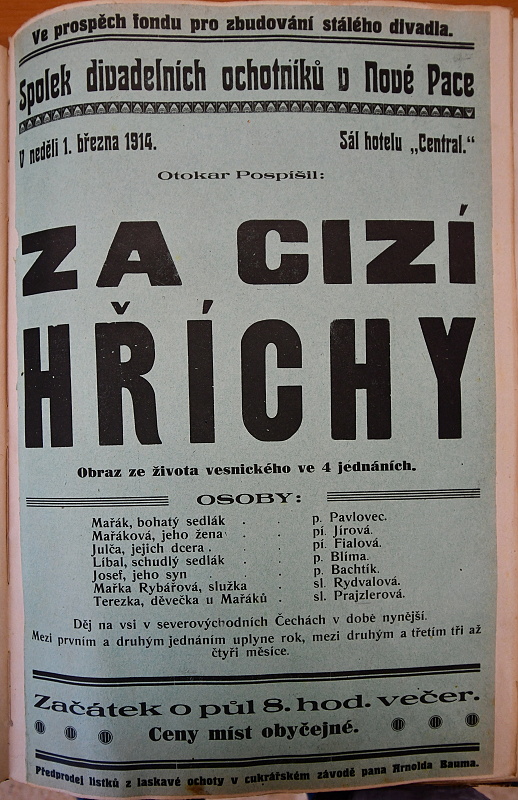 Ve prospěch fondu pro zbudování stálého divadla.
Spolek divadelních ochotníků v Nové Pace
V neděli 1. března 1914. Sál hotelu „Central.“
Otokar Pospíšil:
ZA CIZÍ
HŘÍCHY
Obraz ze života vesnického ve 4 jednáních.
OSOBY:
Mařák, bohatý sedlák . . p. Pavlovec.
Mařáková, jeho žena . . pí. Jírová.
Julča, jejich dcera . . pí. Fialová.
Líbal, schudlý sedlák . . p. Blíma.
Josef, jeho syn . . p. Bachtík.
Mařka Rybářová, služka . sl. Rydvalová.
Terezka, děvečka u Mařáků . sl. Prajzlerová.
Děj na vsi v severovýchodních Čechách v době nynější.
Mezi prvním a druhým jednáním uplyne rok, mezi druhým a třetím tři až
čtyři měsíce.
Začátek o půl 8. hod. večer.
Ceny míst obyčejné.
Předprodej lístků z laskavé ochoty v cukrářském závodě pana Arnolda Bauma.